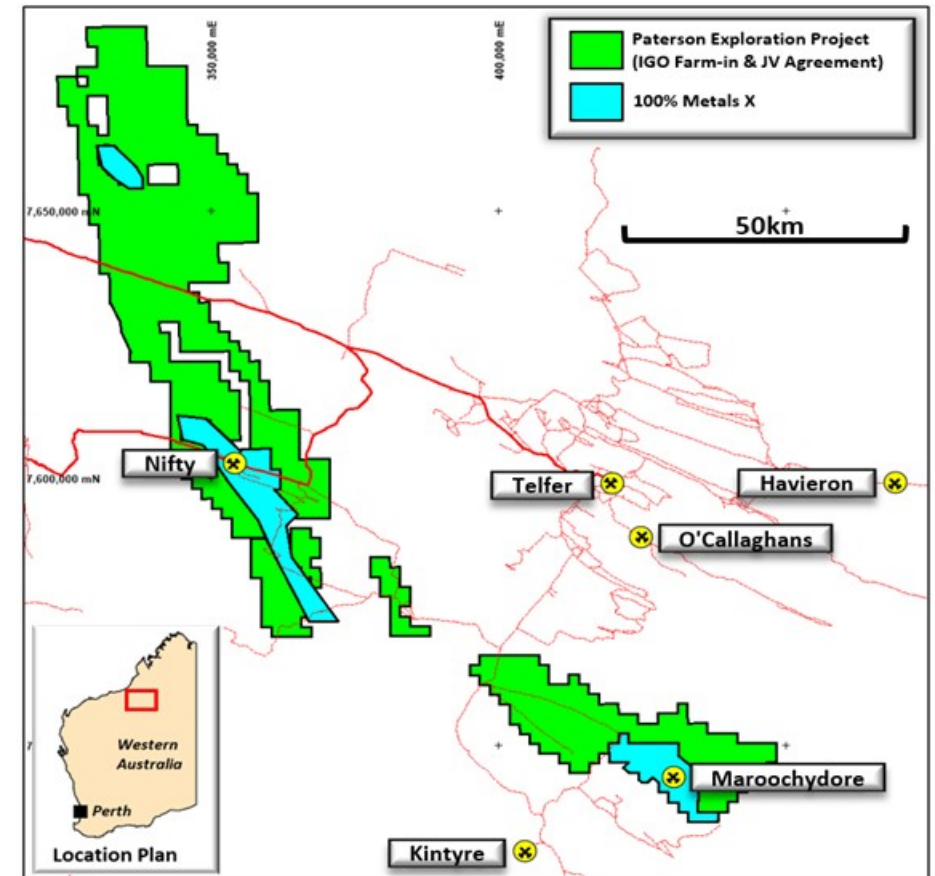 350,000 mE
400,000 mE
Paterson Exploration Project
(IGO Farm-in & JV Agreement)
100% Metals X
7,650,000 mN
50km
Nifty
7,600,000 mN
Telfer
Havieron
O'Callaghans
Western
Australia
Perth
Location Plan
Maroochydore
Kintyre